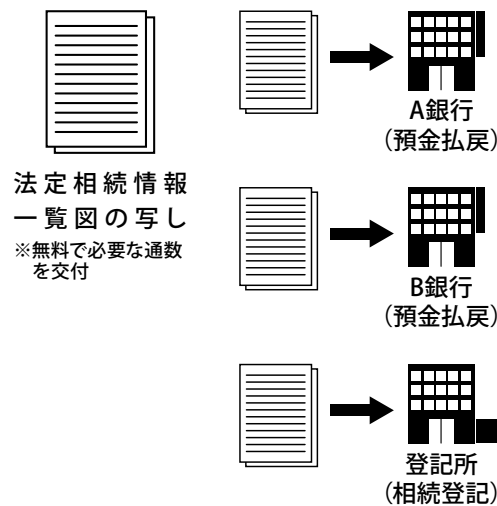 法定相続情報
一覧図の写し
※無料で必要な通数
を交付
A銀行
（預金払戻）
B銀行
（預金払戻）
登記所
（相続登記）